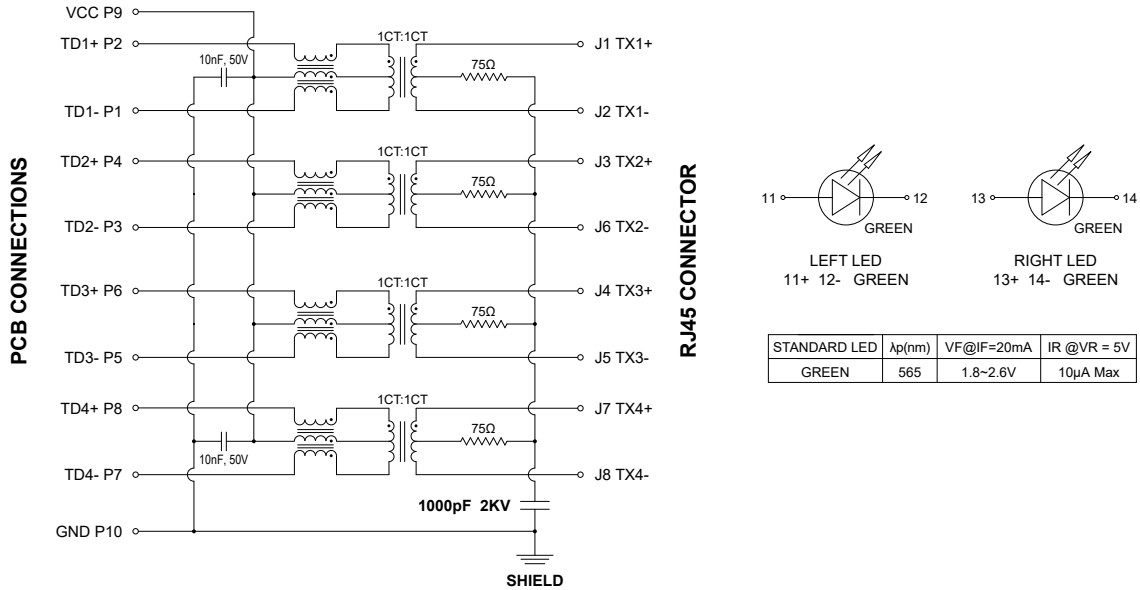 PCB CONNECTIONS
VCC P9
TD1+ P2
10nF, 50V
TD1- P1
TD2+ P4
TD2- P3
TD3+ P6
TD3- P5
TD4+ P8
10nF, 50V
TD4- P7
GND P10
1CT:1CT
75Ω
1CT:1CT
75Ω
1CT:1CT
75Ω
1CT:1CT
75Ω
1000pF 2KV
SHIELD
J1 TX1+
J2 TX1-
J3 TX2+
J6 TX2-
J4 TX3+
J5 TX3-
J7 TX4+
J8 TX4-
RJ45 CONNECTOR
11
12
GREEN
LEFT LED
11+ 12- GREEN
13
14
GREEN
RIGHT LED
13+ 14- GREEN
STANDARD LED λp(nm) VF@IF=20mA IR @VR = 5V
GREEN 565 1.8~2.6V 10µA Max